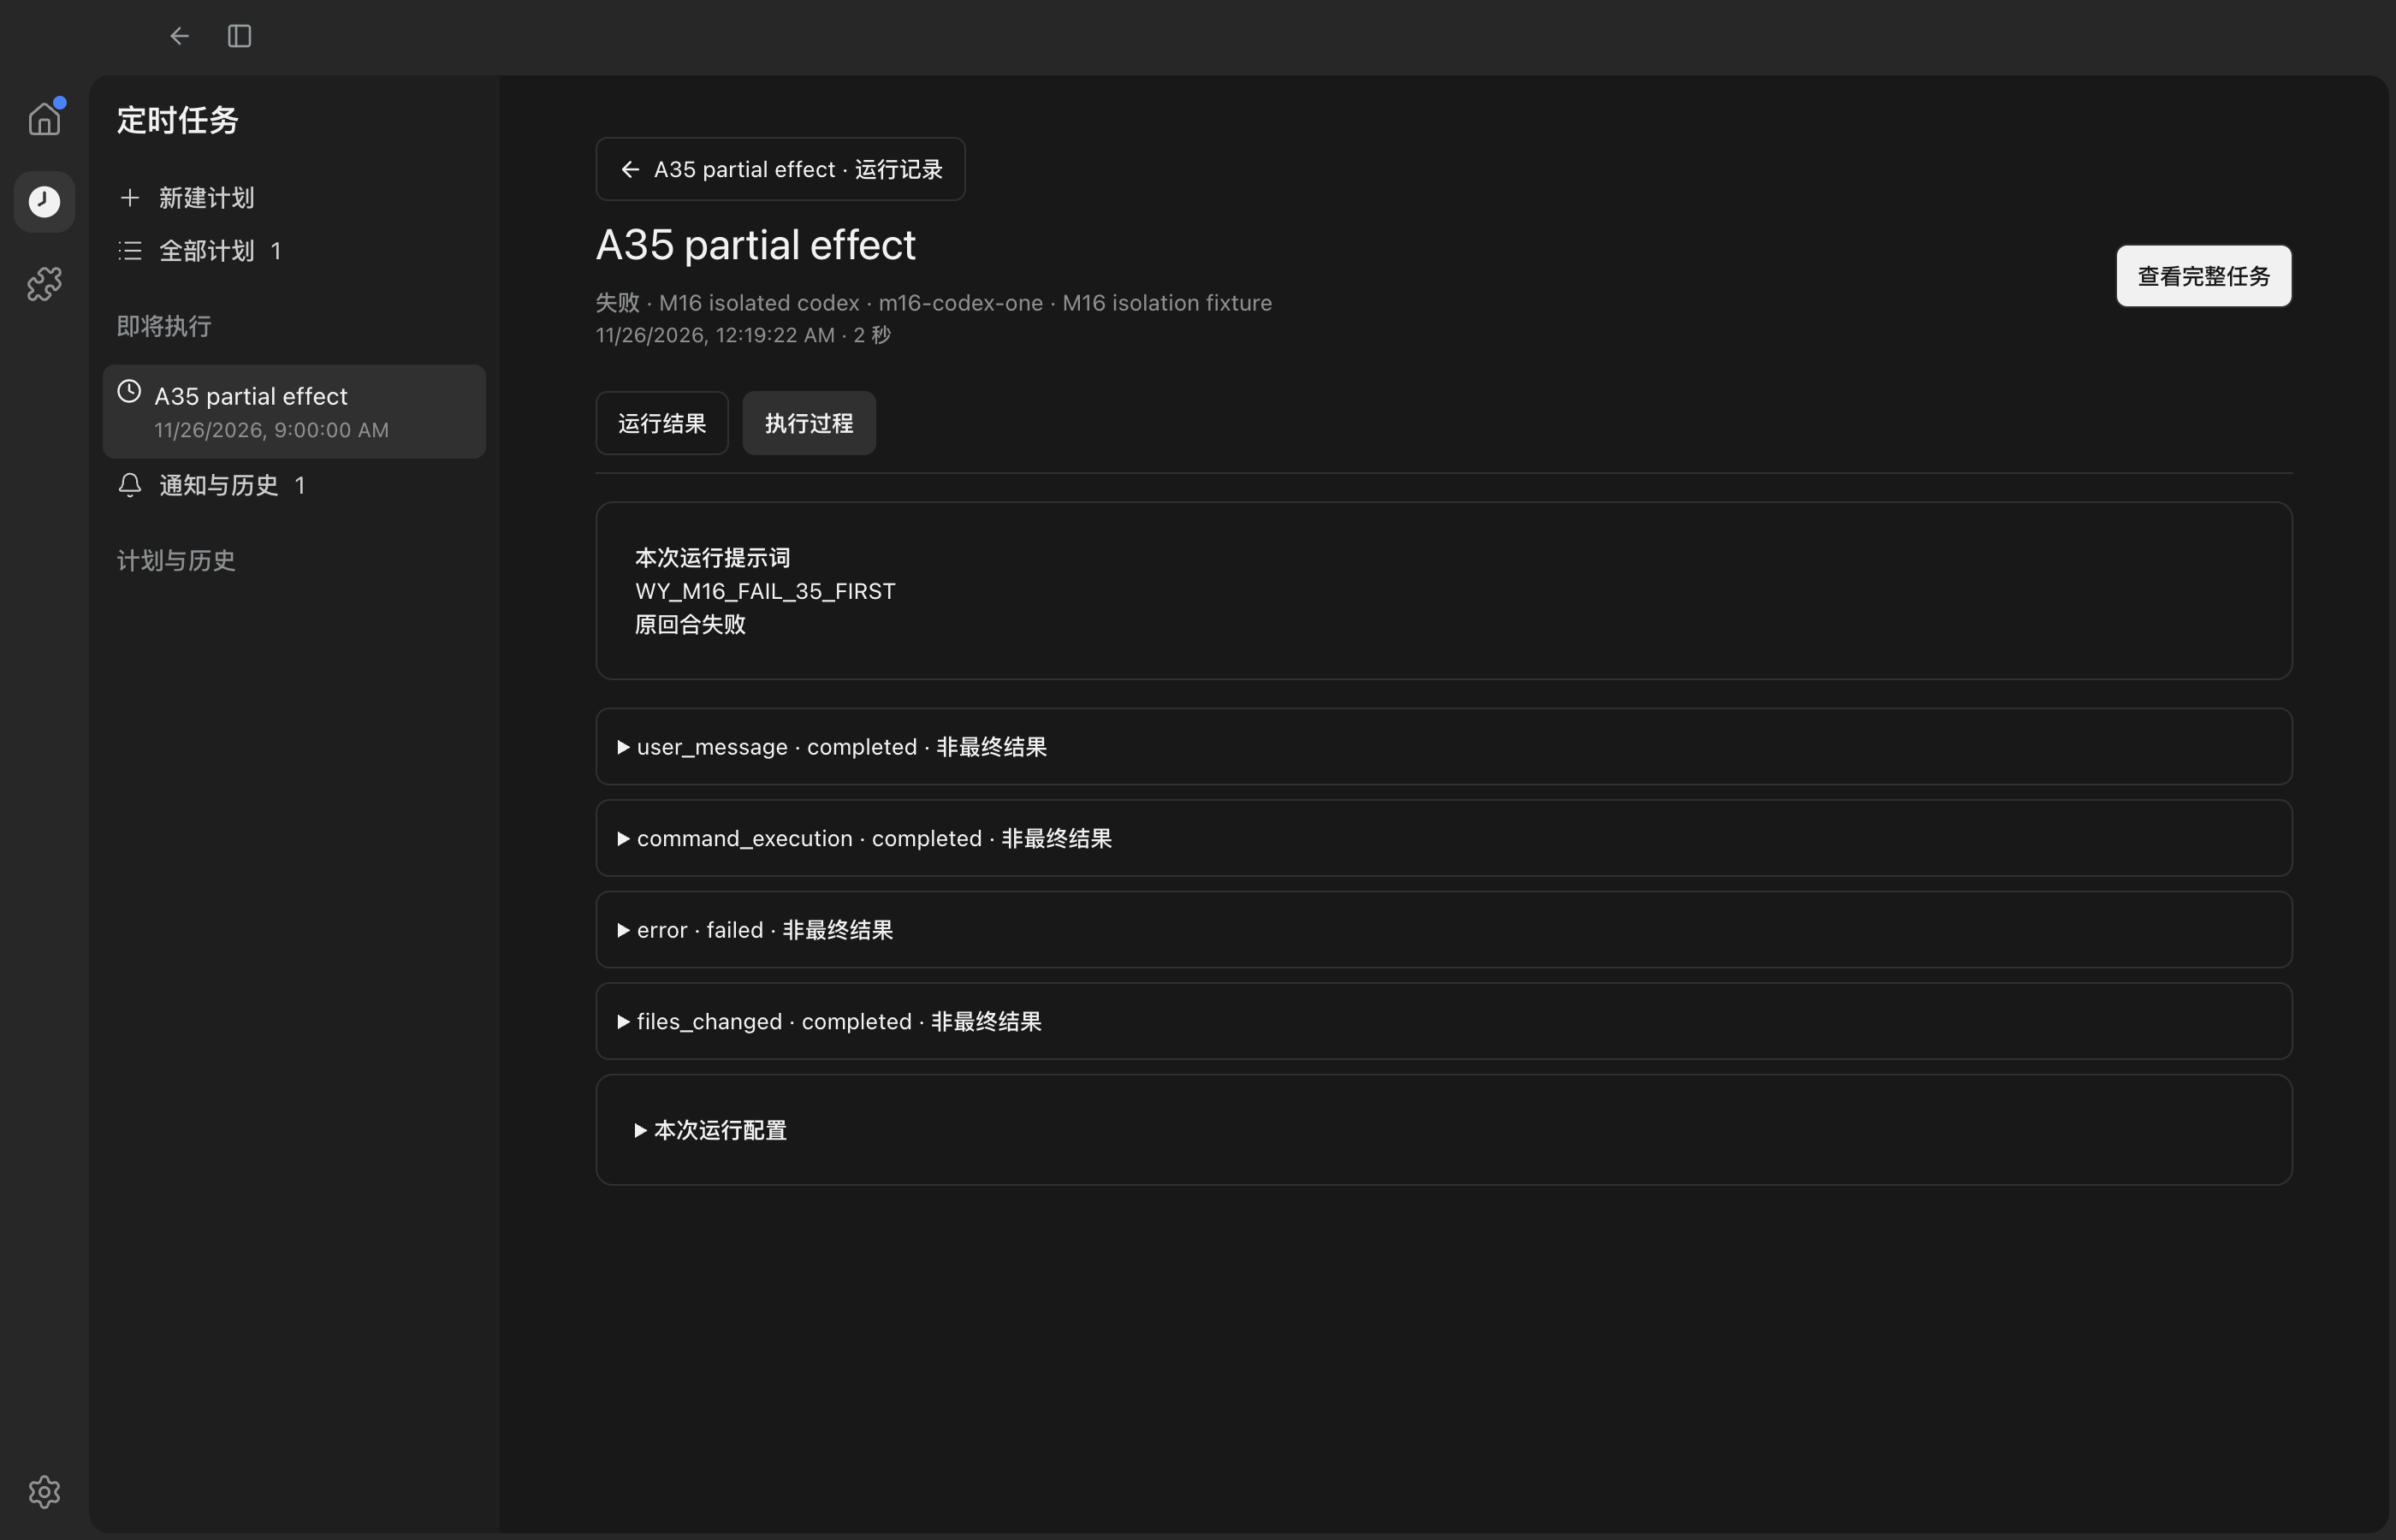 定时任务
新建计划
全部计划 1
即将执行
A35 partial effect
11/26/2026, 9:00:00 AM
通知与历史 1
计划与历史
A35 partial effect · 运行记录
A35 partial effect
失败 · M16 isolated codex · m16-codex-one · M16 isolation fixture
11/26/2026, 12:19:22 AM · 2 秒
查看完整任务
运行结果
执行过程
本次运行提示词
WY_M16_FAIL_35_FIRST
原回合失败
user_message · completed · 非最终结果
command_execution · completed · 非最终结果
error · failed · 非最终结果
files_changed · completed · 非最终结果
本次运行配置